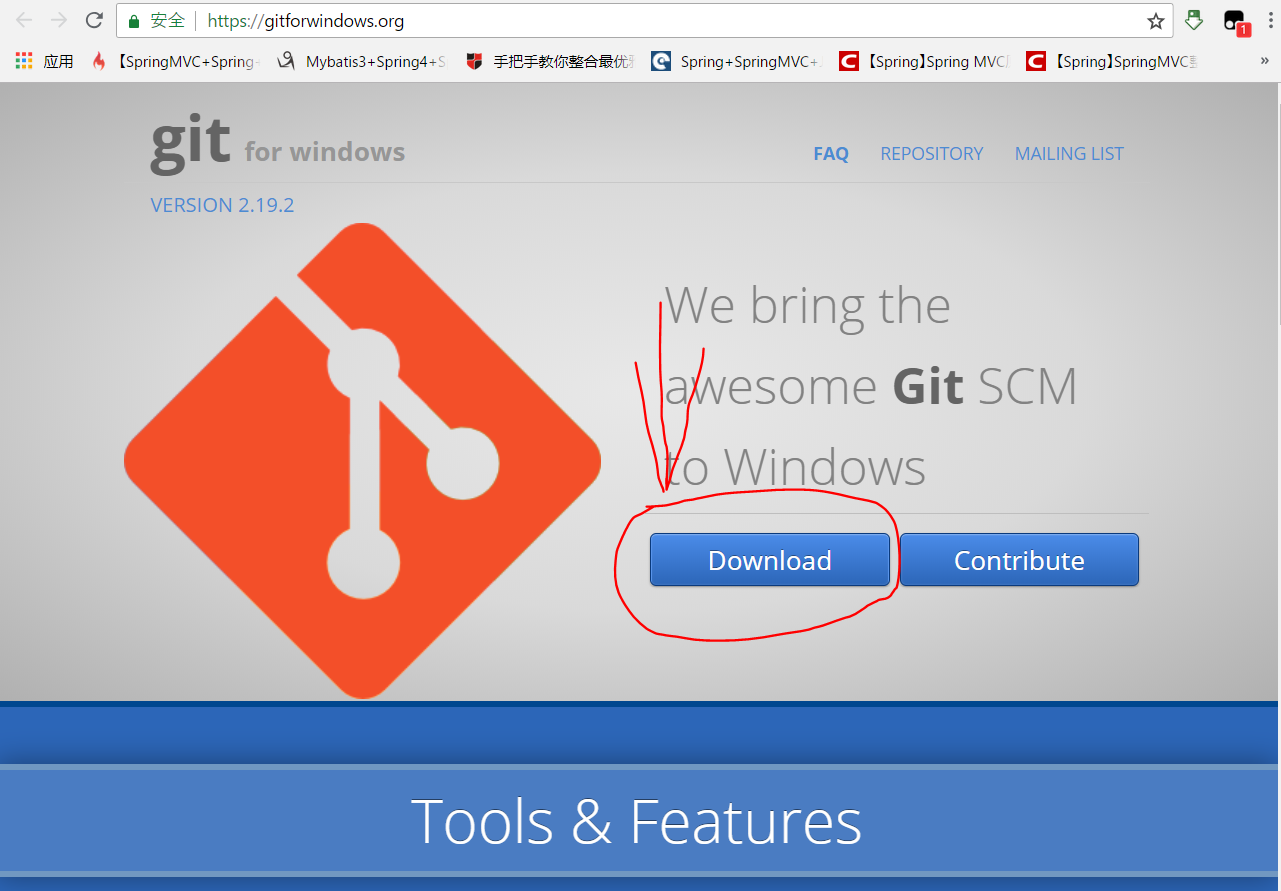 安全 https://gitforwindows.org
1
应用 【SpringMVC+Spring Mybatis3+Spring4+S 手把手教你整合最优 Spring+SpringMVC+ 【Spring】Spring MVC 【Spring】SpringMVC »
git for windows
FAQ REPOSITORY MAILING LIST
VERSION 2.19.2
We bring the
awesome Git SCM
to Windows
Download Contribute
Tools & Features